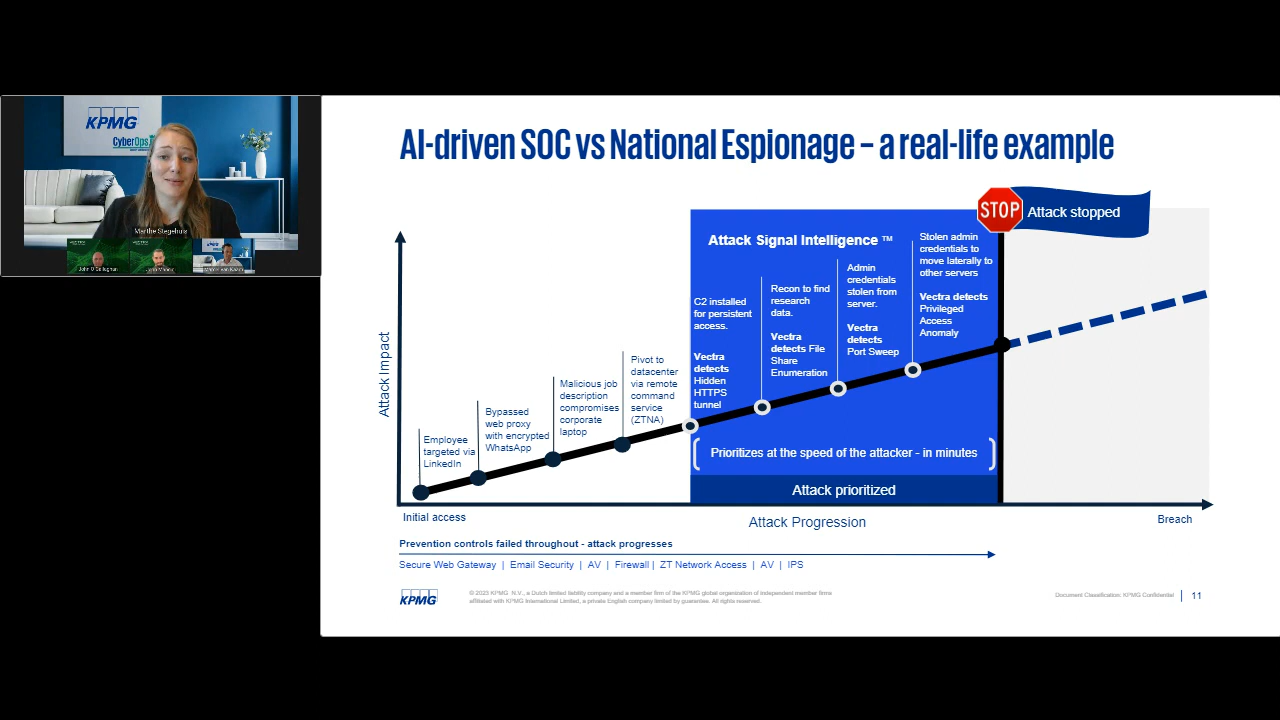 KPMG
CyberOps
Marthe Stegehuis
John O'Callaghan
AI-driven SOC vs National Espionage – a real-life example
STOP
Attack stopped
Attack Signal Intelligence TM
Attack Impact
Employee
targeted via
LinkedIn
Bypassed
web proxy
with encrypted
WhatsApp
Malicious job
description
compromises
corporate
laptop
Pivot to
datacenter
via remote
command
service
(ZTNA)
C2 installed
for persistent
access.
Vectra
detects
Hidden
HTTPS
tunnel
Recon to find
research
data.
Vectra
detects File
Share
Enumeration
Admin
credentials
stolen from
server.
Vectra
detects
Port Sweep
Stolen admin
credentials to
move laterally to
other servers
Vectra detects
Privileged
Access
Anomaly
Prioritizes at the speed of the attacker - in minutes
Attack prioritized
Initial access
Attack Progression
Breach
Prevention controls failed throughout - attack progresses
Secure Web Gateway | Email Security | AV | Firewall | ZT Network Access | AV | IPS
KPMG
© 2023 KPMG N.V., a Dutch limited liability company and a member firm of the KPMG global organization of independent member firms
affiliated with KPMG International Limited, a private English company limited by guarantee. All rights reserved.
Document Classification: KPMG Confidential
11